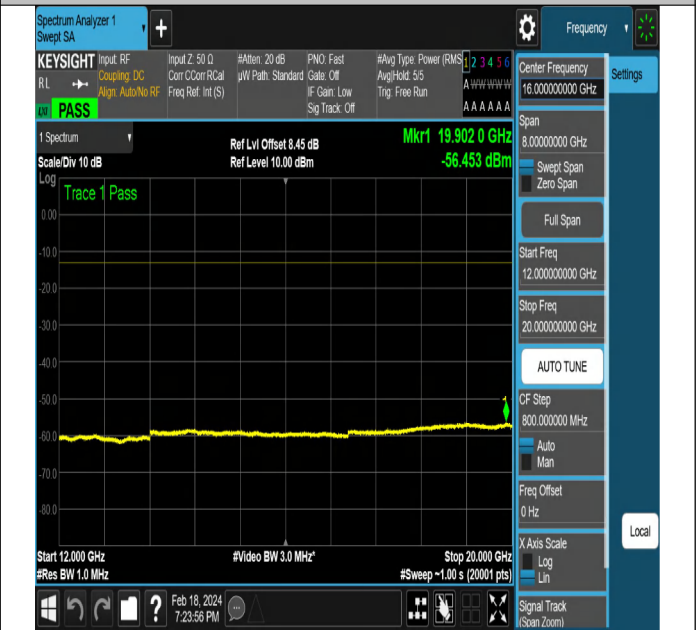 Spectrum Analyzer 1
Swept SA
Frequency
KEYSIGHT
RL
PASS
Input: RF
Coupling: DC
Align: Auto/No RF
Input Z: 50 Ω
Corr CCorr RCal
Freq Ref: Int (S)
#Atten: 20 dB
µW Path: Standard
PNO: Fast
Gate: Off
IF Gain: Low
Sig Track: Off
#Avg Type: Power (RMS
Avg|Hold: 5/5
Trig: Free Run
1 2 3 4 5 6
A W W W W W
A A A A A A
1 Spectrum
Scale/Div 10 dB
Ref Lvl Offset 8.45 dB
Ref Level 10.00 dBm
Mkr1 19.902 0 GHz
-56.453 dBm
Log
Trace 1 Pass
0.00
-10.0
-20.0
-30.0
-40.0
-50.0
-60.0
-70.0
-80.0
1
Start 12.000 GHz
#Res BW 1.0 MHz
#Video BW 3.0 MHz*
Stop 20.000 GHz
#Sweep ~1.00 s (20001 pts)
Feb 18, 2024
7:23:56 PM
Center Frequency
16.000000000 GHz
Settings
Span
8.00000000 GHz
Swept Span
Zero Span
Full Span
Start Freq
12.000000000 GHz
Stop Freq
20.000000000 GHz
AUTO TUNE
CF Step
800.000000 MHz
Auto
Man
Freq Offset
0 Hz
X Axis Scale
Log
Lin
Local
Signal Track
(Span Zoom)